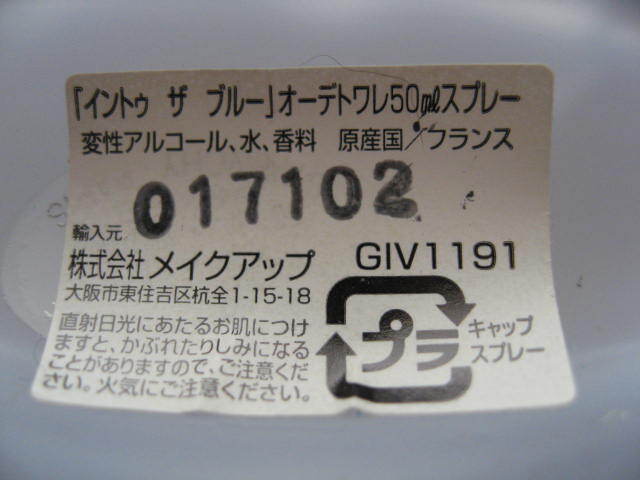 「イントゥ ザ ブルー」オーデトワレ50㎖スプレー
変性アルコール、水、香料 原産国/フランス
017102
輸入元
株式会社 メイクアップ GIV1191
大阪市東住吉区杭全1-15-18
直射日光にあたるお肌につけ
ますと、かぶれたりしみになる
ことがありますので、ご注意くだ
さい。火気にご注意ください。
プラ
キャップ
スプレー